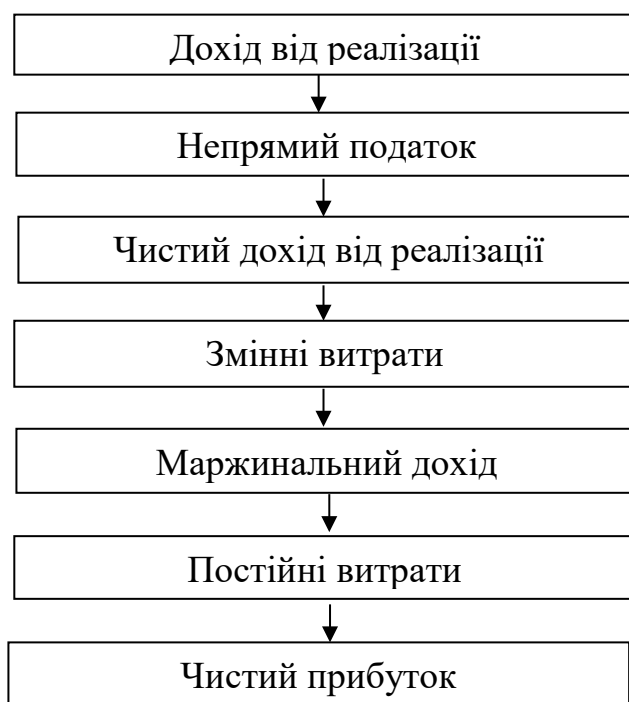 Дохід від реалізації
Непрямий податок
Чистий дохід від реалізації
Змінні витрати
Маржинальний дохід
Постійні витрати
Чистий прибуток